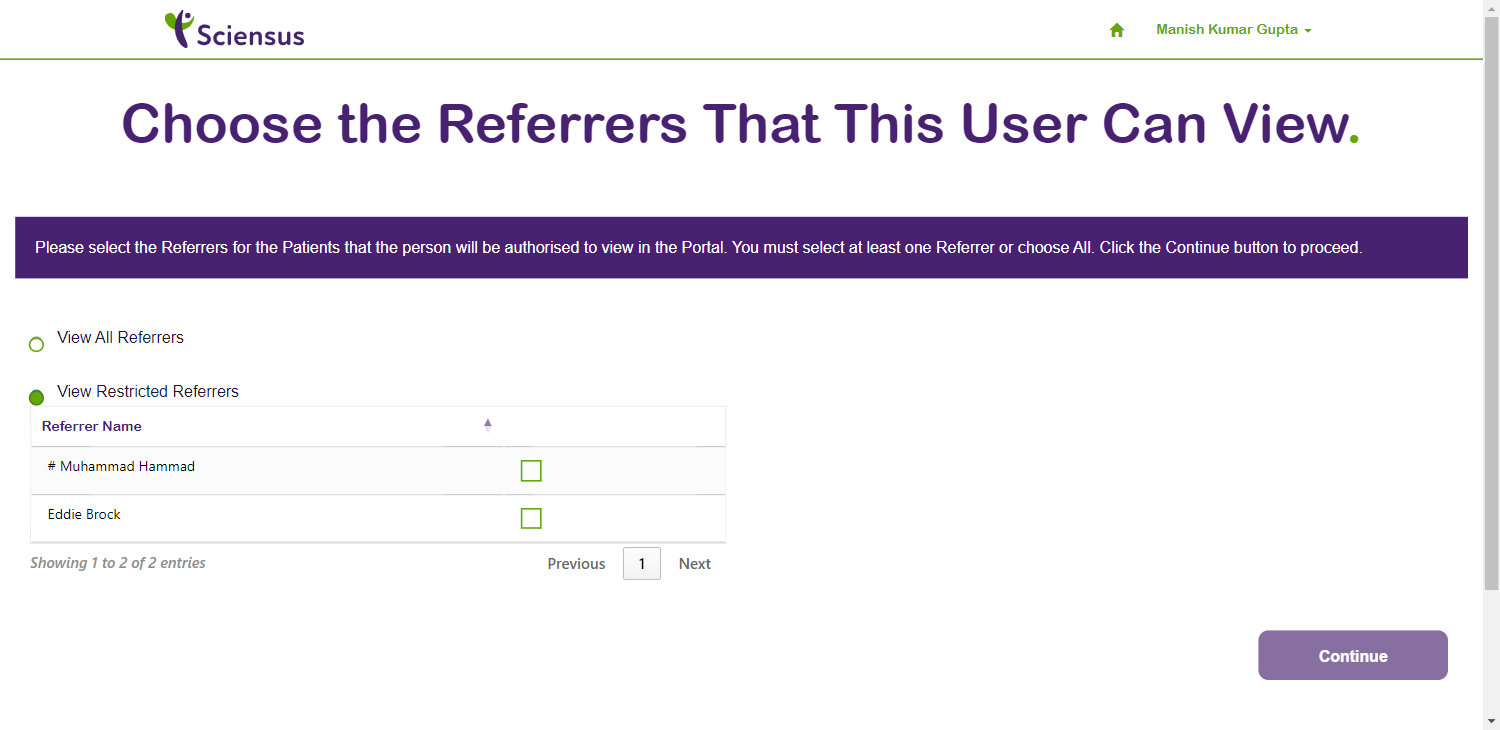 Sciensus
Manish Kumar Gupta
Choose the Referrers That This User Can View.
Please select the Referrers for the Patients that the person will be authorised to view in the Portal. You must select at least one Referrer or choose All. Click the Continue button to proceed.
View All Referrers
View Restricted Referrers
Referrer Name
# Muhammad Hammad
Eddie Brock
Showing 1 to 2 of 2 entries Previous 1 Next
Continue